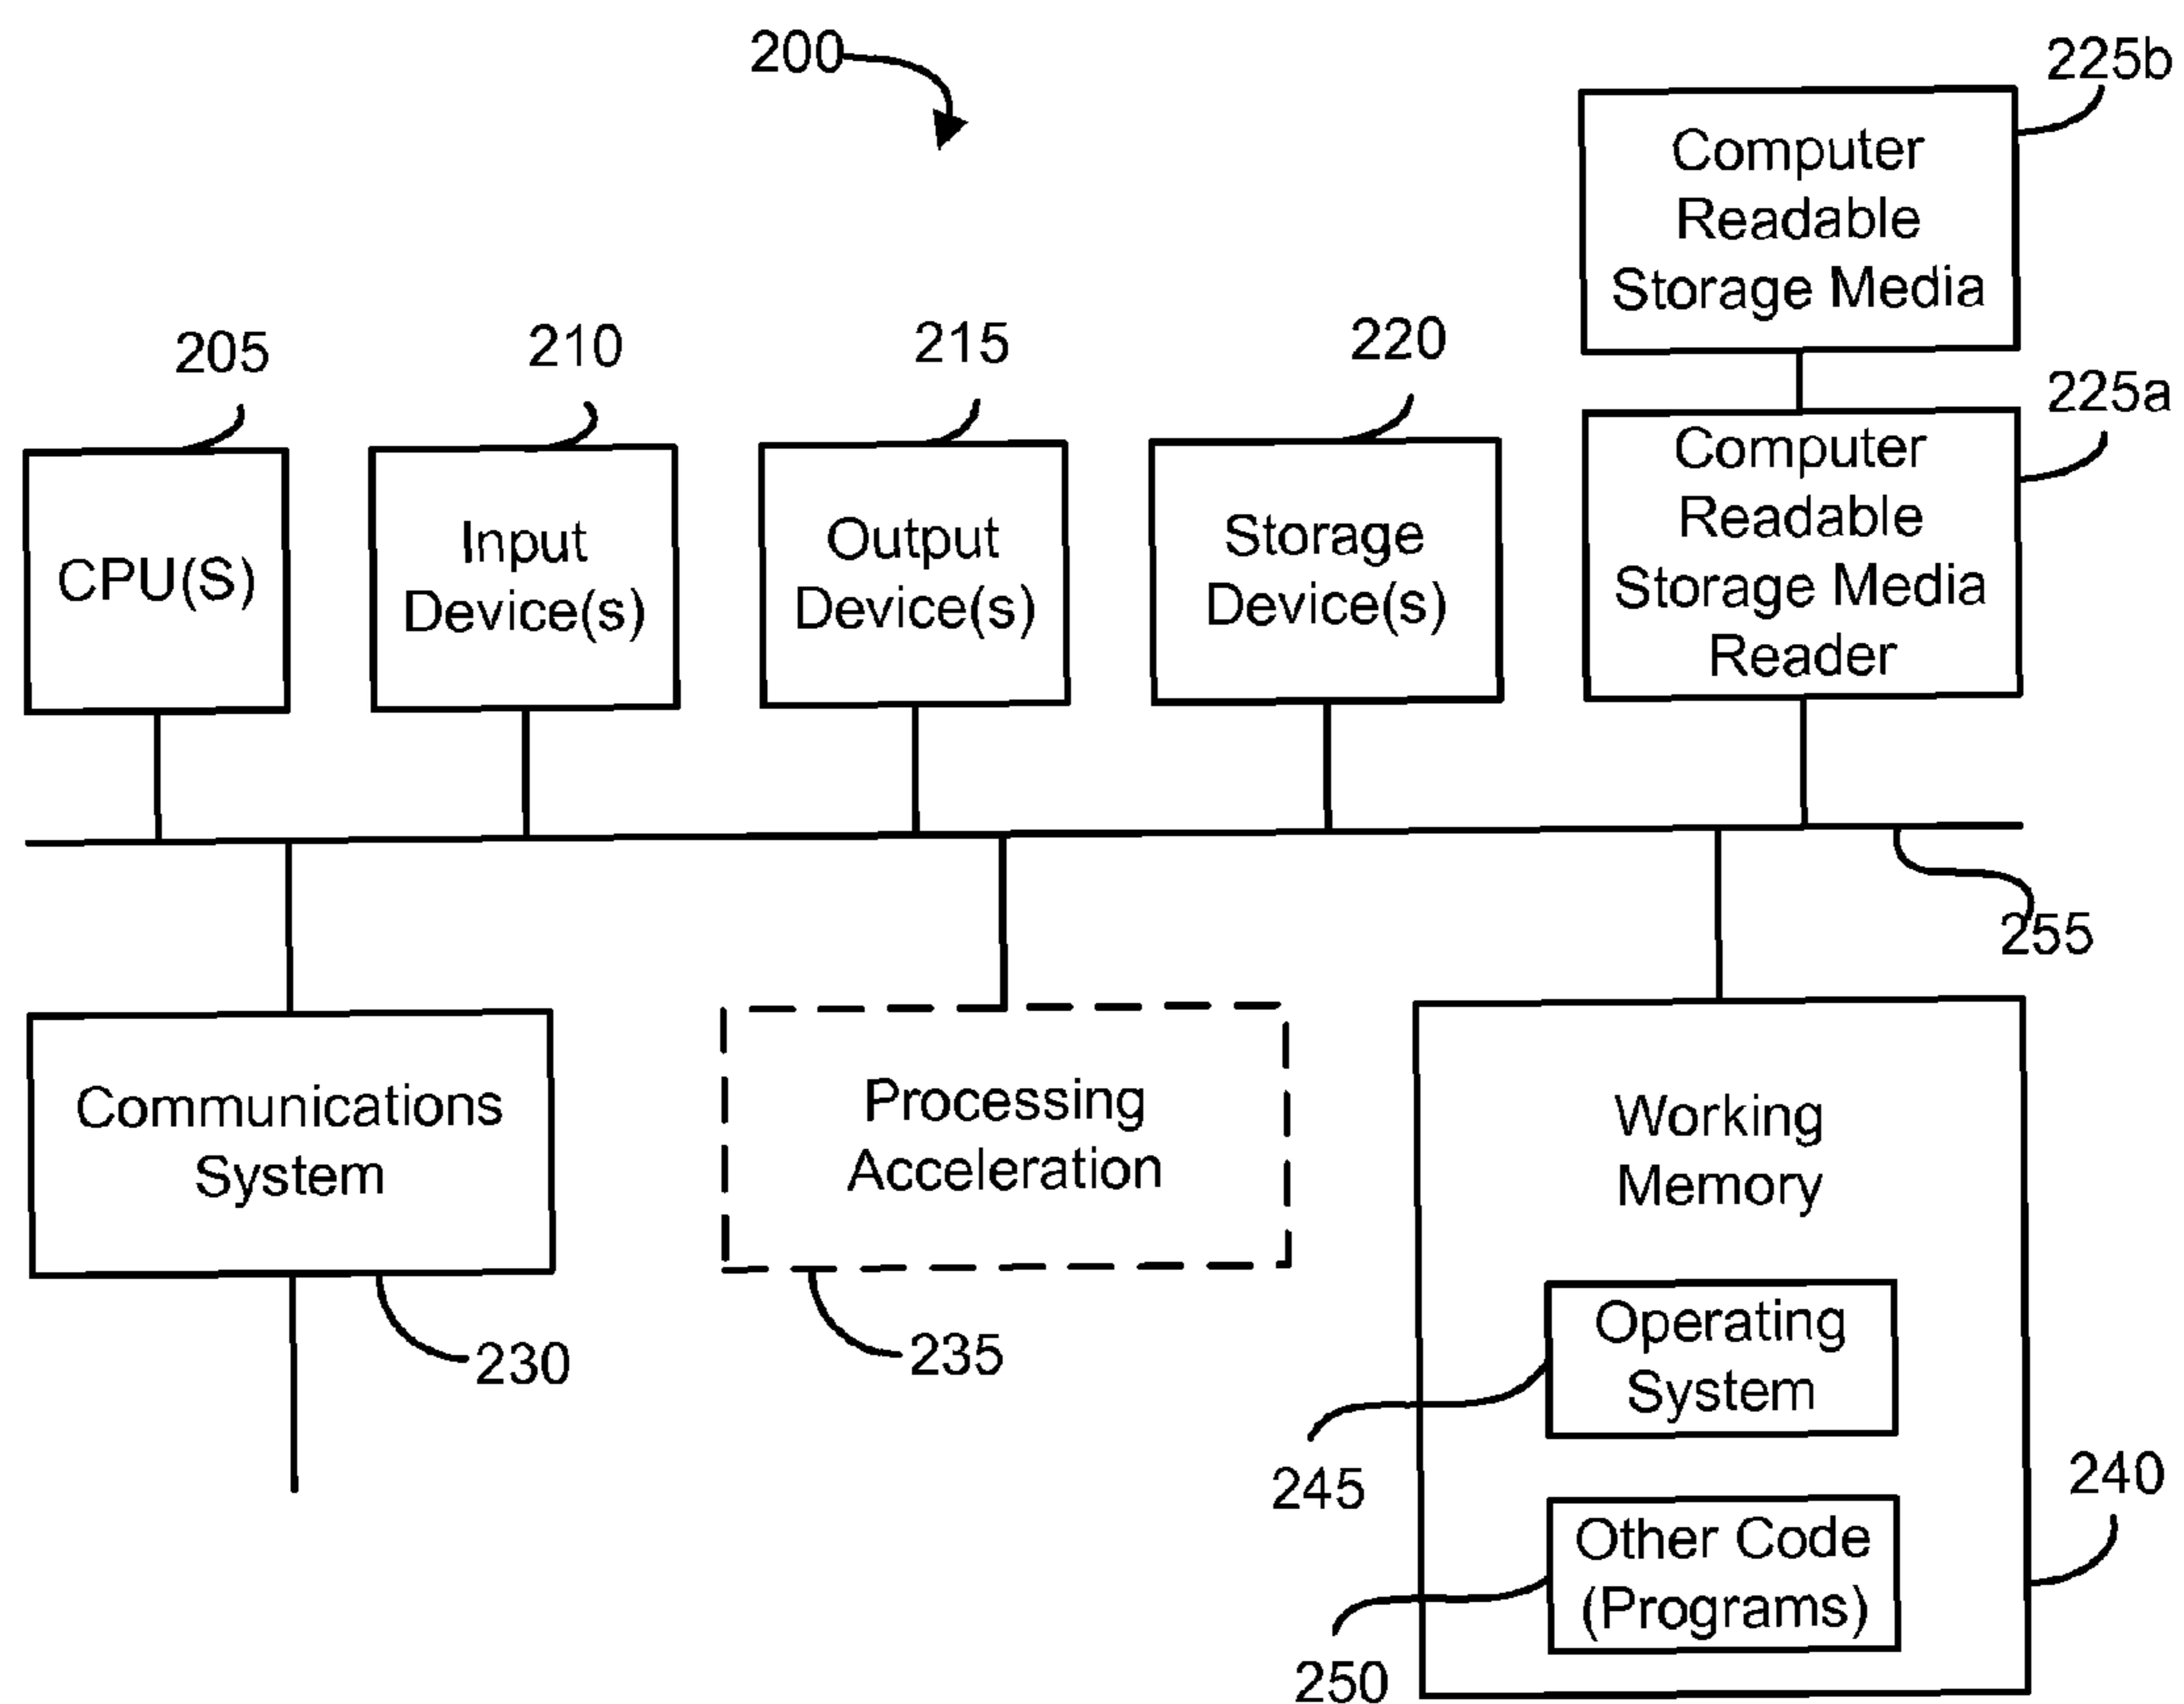 200
225b
Computer
Readable
Storage Media
205
210
215
220
225a
CPU(S)
Input
Device(s)
Output
Device(s)
Storage
Device(s)
Computer
Readable
Storage Media
Reader
255
Communications
System
230
Processing
Acceleration
235
Working
Memory
Operating
System
245
240
Other Code
(Programs)
250